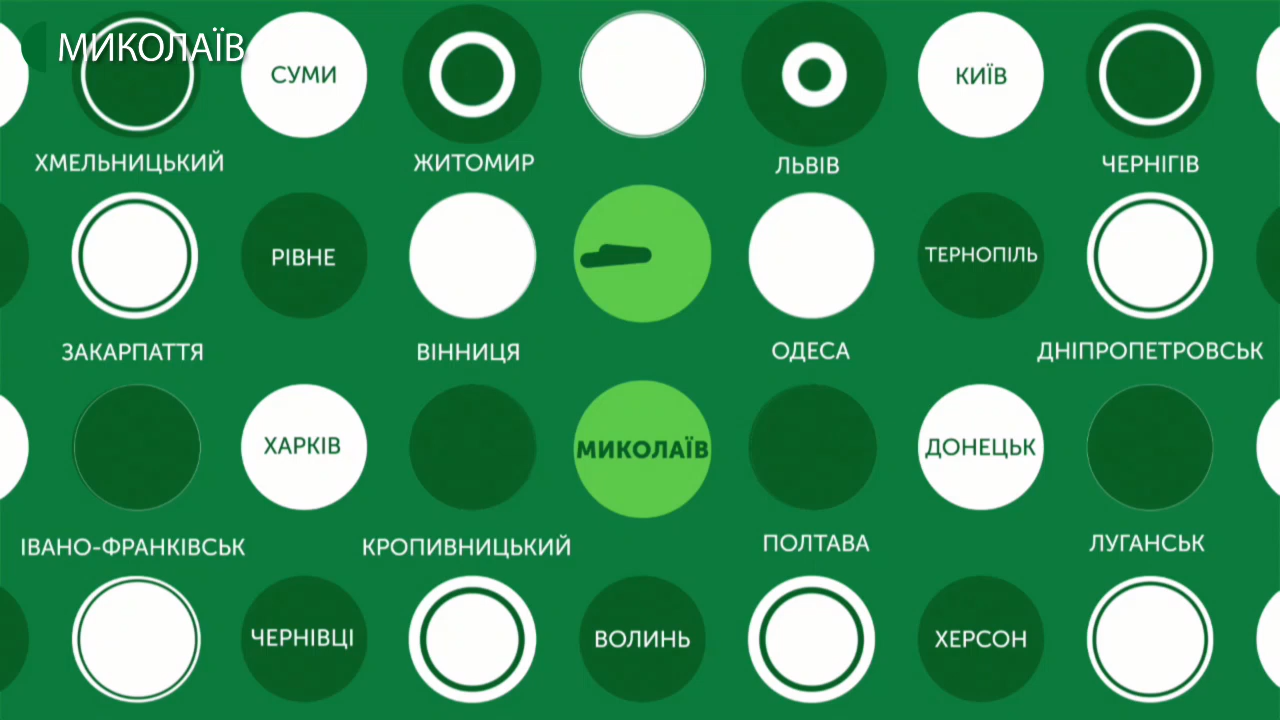 МИКОЛАЇВ
СУМИ
КИЇВ
ХМЕЛЬНИЦЬКИЙ
ЖИТОМИР
ЛЬВІВ
ЧЕРНІГІВ
РІВНЕ
ТЕРНОПІЛЬ
ЗАКАРПАТТЯ
ВІННИЦЯ
ОДЕСА
ДНІПРОПЕТРОВСЬК
ХАРКІВ
МИКОЛАЇВ
ДОНЕЦЬК
ІВАНО-ФРАНКІВСЬК
КРОПИВНИЦЬКИЙ
ПОЛТАВА
ЛУГАНСЬК
ЧЕРНІВЦІ
ВОЛИНЬ
ХЕРСОН